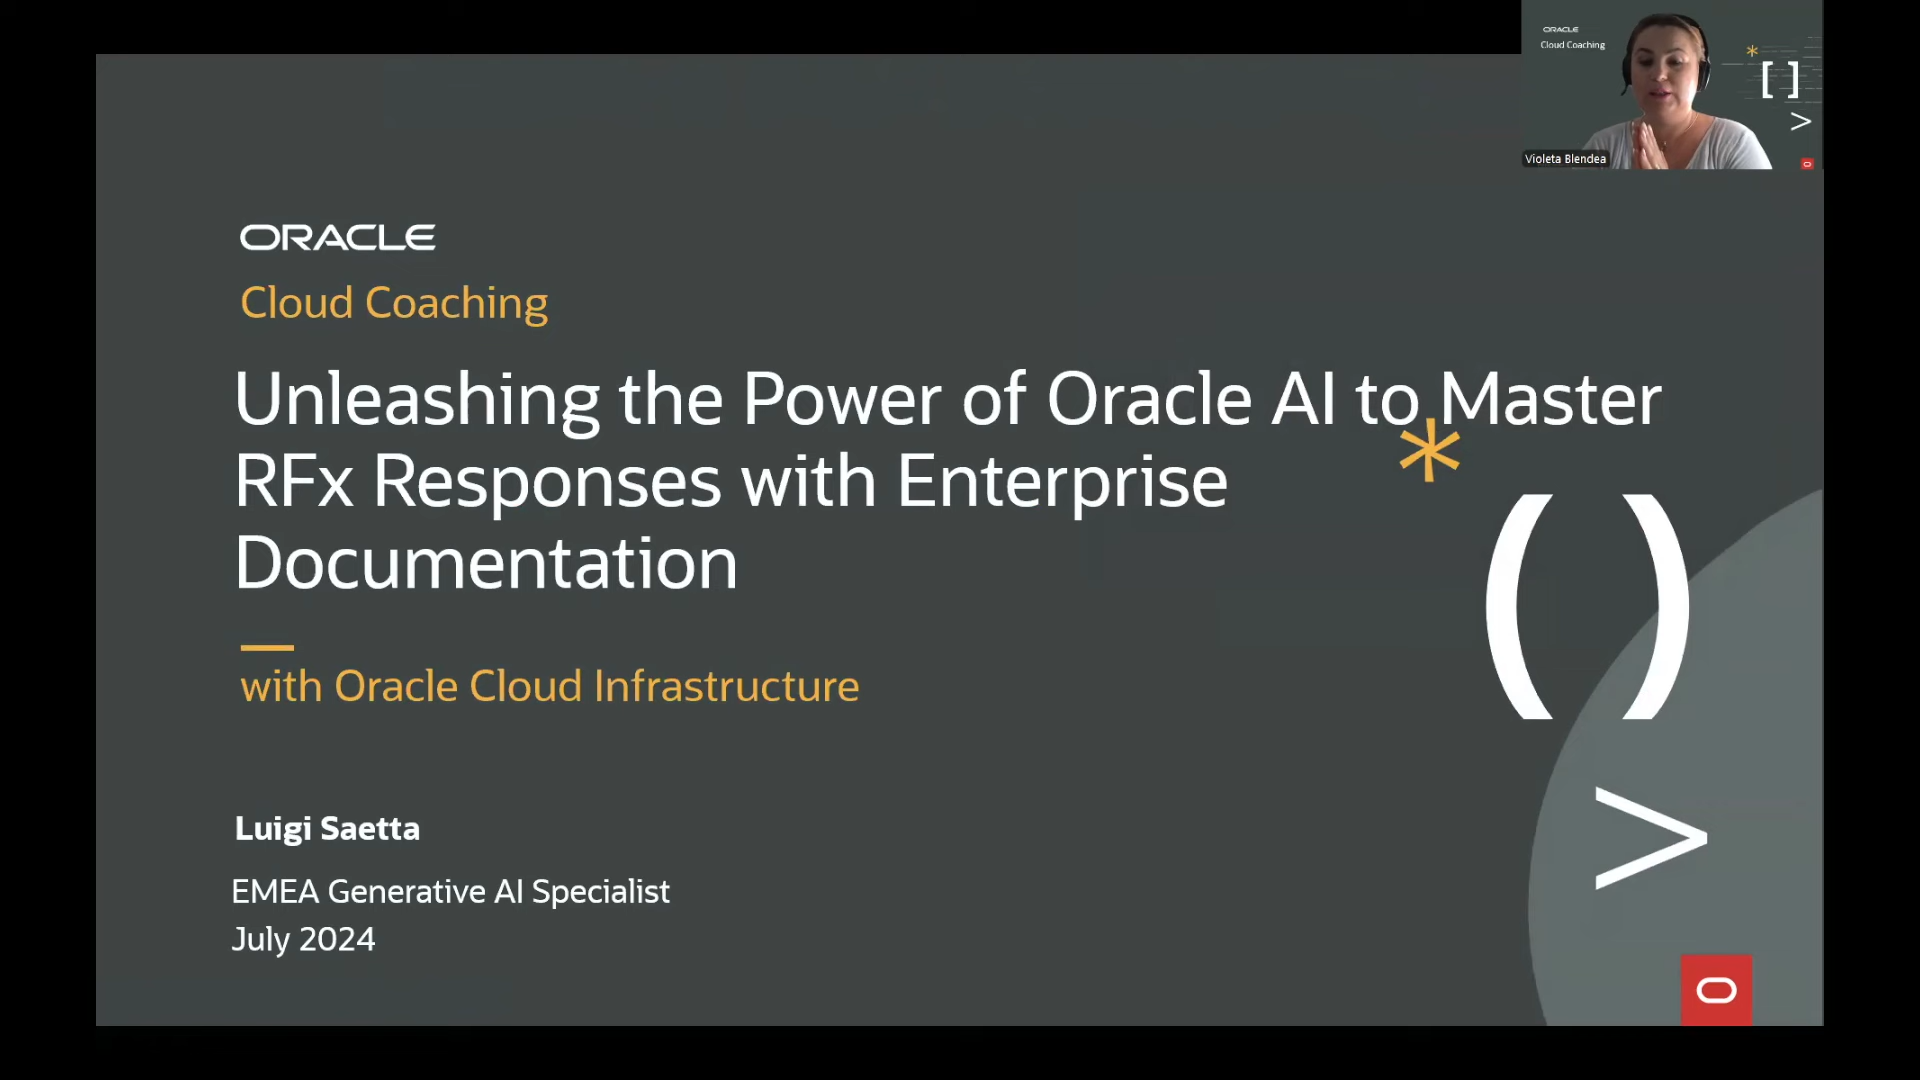 ORACLE
Cloud Coaching
Violeta Blendea
ORACLE
Cloud Coaching
Unleashing the Power of Oracle AI to Master
RFx Responses with Enterprise
Documentation
with Oracle Cloud Infrastructure
Luigi Saetta
EMEA Generative AI Specialist
July 2024